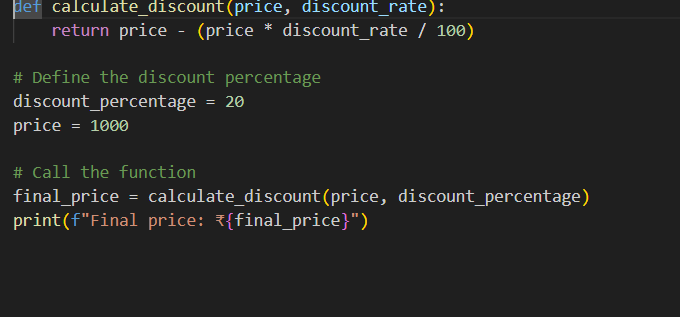 def calculate_discount(price, discount_rate):
    return price - (price * discount_rate / 100)

# Define the discount percentage
discount_percentage = 20
price = 1000

# Call the function
final_price = calculate_discount(price, discount_percentage)
print(f"Final price: ₹{final_price}")